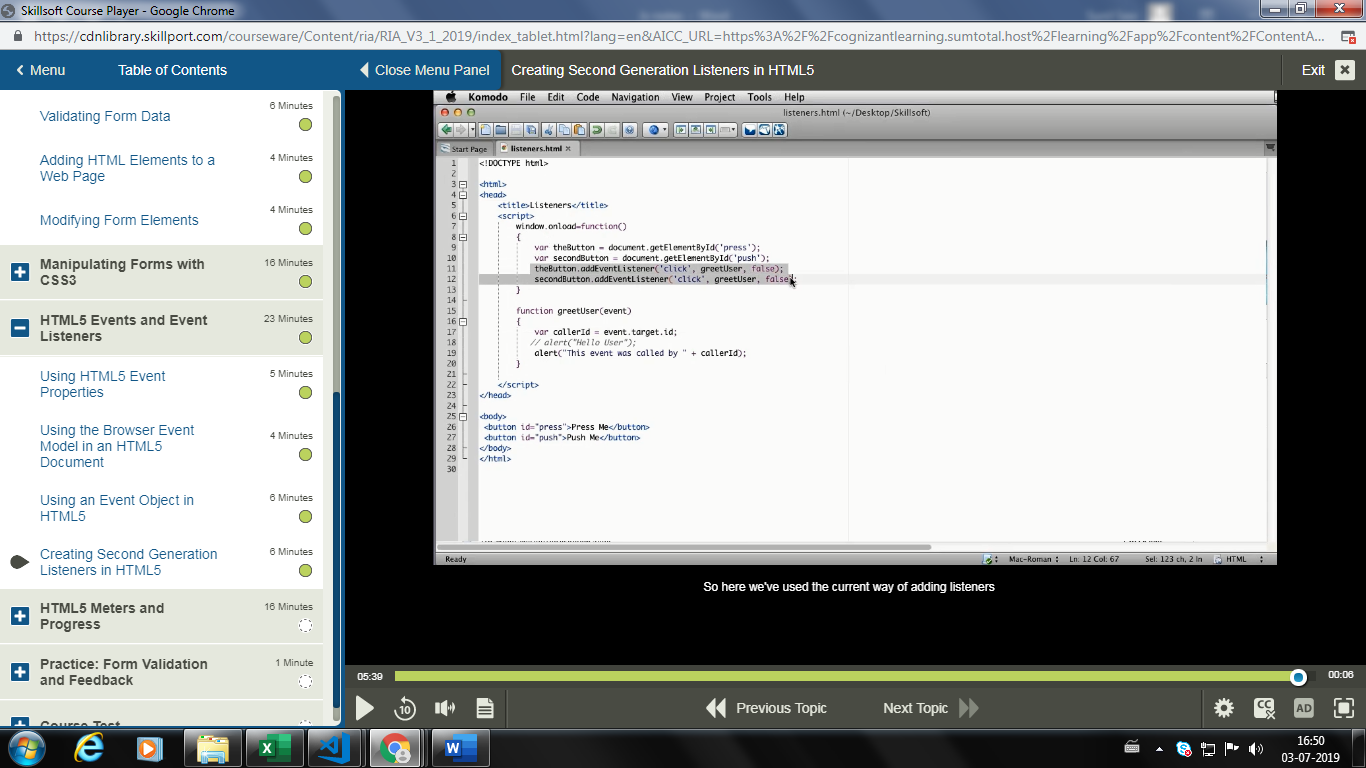 Skillsoft Course Player - Google Chrome
https://cdnlibrary.skillport.com/courseware/Content/ria/RIA_V3_1_2019/index_tablet.html?lang=en&AICC_URL=https%3A%2F%2Fcognizantlearning.sumtotal.host%2Flearning%2Fapp%2Fcontent%2FContentA...
Menu
Table of Contents
Close Menu Panel
Creating Second Generation Listeners in HTML5
Exit
Validating Form Data
6 Minutes
Adding HTML Elements to a
Web Page
4 Minutes
Modifying Form Elements
4 Minutes
Manipulating Forms with
CSS3
16 Minutes
HTML5 Events and Event
Listeners
23 Minutes
Using HTML5 Event
Properties
5 Minutes
Using the Browser Event
Model in an HTML5
Document
4 Minutes
Using an Event Object in
HTML5
6 Minutes
Creating Second Generation
Listeners in HTML5
6 Minutes
HTML5 Meters and
Progress
16 Minutes
Practice: Form Validation
and Feedback
1 Minute
Course Test
Komodo File Edit Code Navigation View Project Tools Help
listeners.html (~/Desktop/Skillsoft)
Start Page listeners.html
1 <!DOCTYPE html>
2
3 <html>
4 <head>
5 <title>Listeners</title>
6 <script>
7 window.onload=function()
8 {
9 var theButton = document.getElementById('press');
10 var secondButton = document.getElementById('push');
11 theButton.addEventListener('click', greetUser, false);
12 secondButton.addEventListener('click', greetUser, false);
13 }
14
15 function greetUser(event)
16 {
17 var callerId = event.target.id;
18 // alert("Hello User");
19 alert("This event was called by " + callerId);
20 }
21
22 </script>
23 </head>
24
25 <body>
26 <button id="press">Press Me</button>
27 <button id="push">Push Me</button>
28 </body>
29 </html>
30
Ready
Mac-Roman
Ln: 12 Col: 67
Sel: 123 ch, 2 ln
HTML
So here we've used the current way of adding listeners
05:39
00:06
10
Previous Topic
Next Topic
CC
AD
16:50
03-07-2019